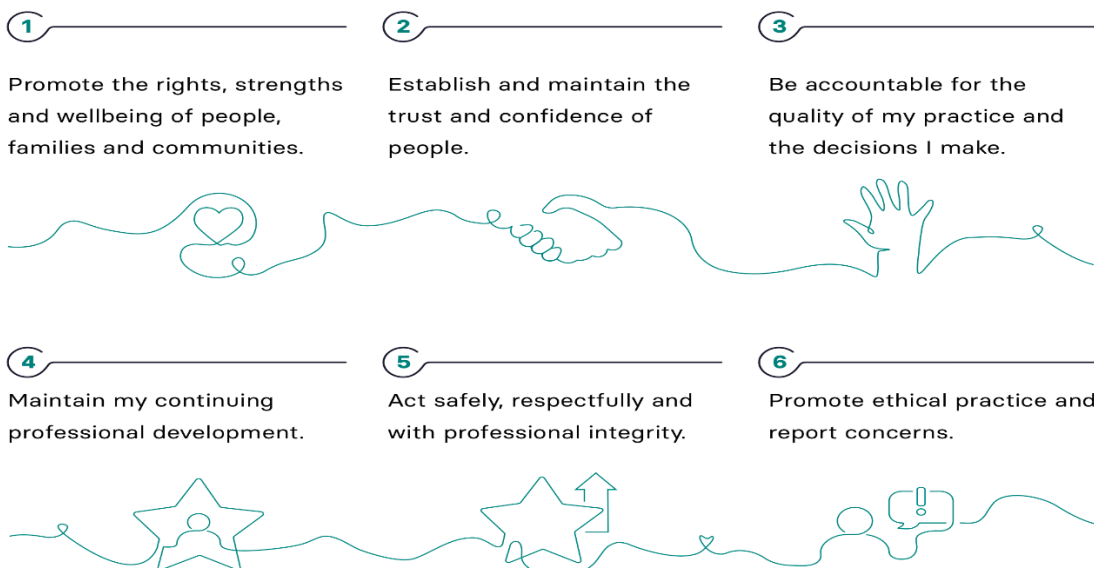 1
Promote the rights, strengths
and wellbeing of people,
families and communities.
2
Establish and maintain the
trust and confidence of
people.
3
Be accountable for the
quality of my practice and
the decisions I make.
4
Maintain my continuing
professional development.
5
Act safely, respectfully and
with professional integrity.
6
Promote ethical practice and
report concerns.
!